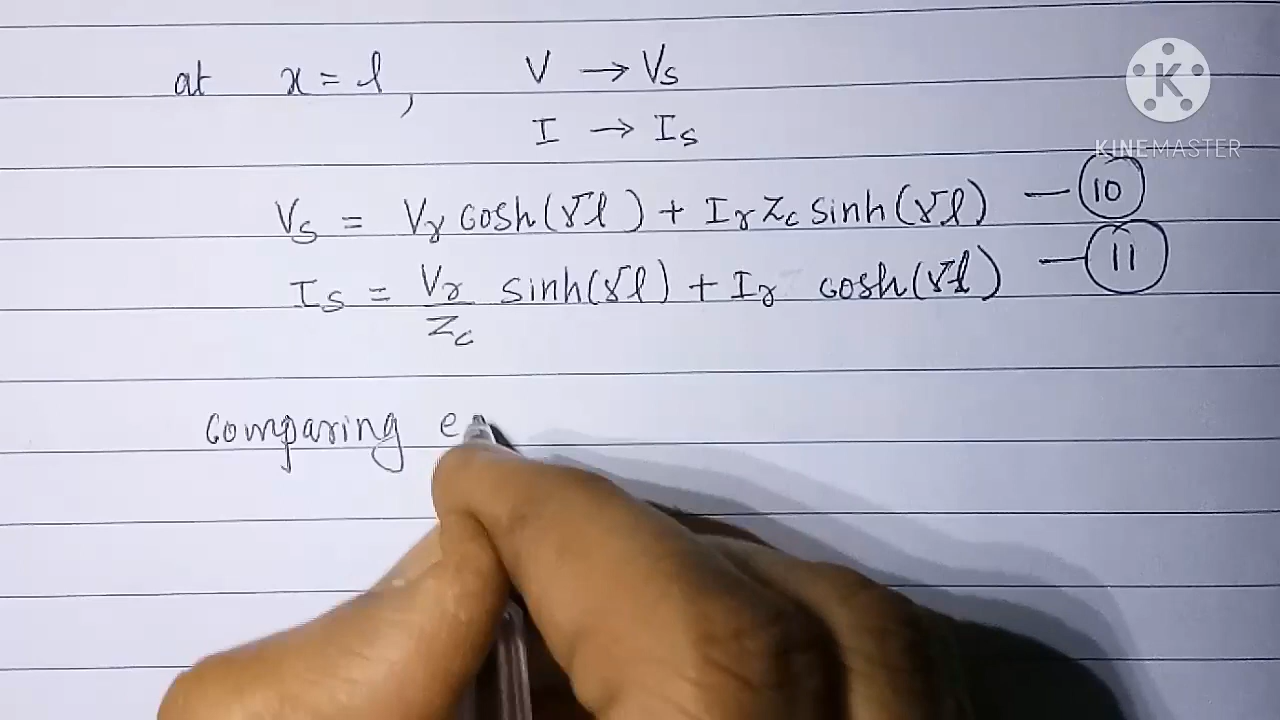 at x = l, V → Vs
I → Is
KINEMASTER
Vs = Vr cosh(γl) + Ir Zc sinh(γl) — 10
Is = Vr/Zc sinh(γl) + Ir cosh(γl) — 11
comparing e